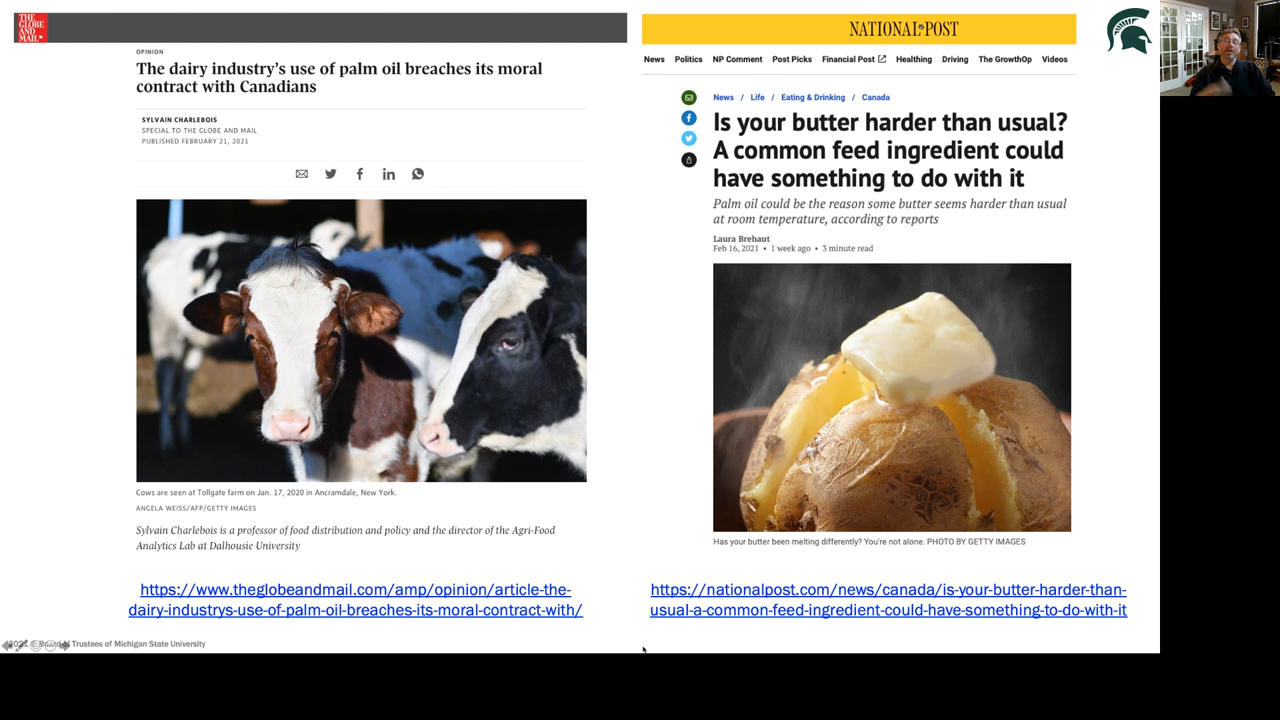 THE
GLOBE
AND
MAIL
OPINION
The dairy industry's use of palm oil breaches its moral
contract with Canadians
SYLVAIN CHARLEBOIS
SPECIAL TO THE GLOBE AND MAIL
PUBLISHED FEBRUARY 21, 2021
Cows are seen at Tollgate farm on Jan. 17, 2020 in Ancramdale, New York.
ANGELA WEISS/AFP/GETTY IMAGES
Sylvain Charlebois is a professor of food distribution and policy and the director of the Agri-Food
Analytics Lab at Dalhousie University
https://www.theglobeandmail.com/amp/opinion/article-the-
dairy-industrys-use-of-palm-oil-breaches-its-moral-contract-with/
NATIONAL POST
News Politics NP Comment Post Picks Financial Post Healthing Driving The GrowthOp Videos
News / Life / Eating & Drinking / Canada
Is your butter harder than usual?
A common feed ingredient could
have something to do with it
Palm oil could be the reason some butter seems harder than usual
at room temperature, according to reports
Laura Brehaut
Feb 16, 2021 • 1 week ago • 3 minute read
Has your butter been melting differently? You're not alone. PHOTO BY GETTY IMAGES
https://nationalpost.com/news/canada/is-your-butter-harder-than-
usual-a-common-feed-ingredient-could-have-something-to-do-with-it
Trustees of Michigan State University